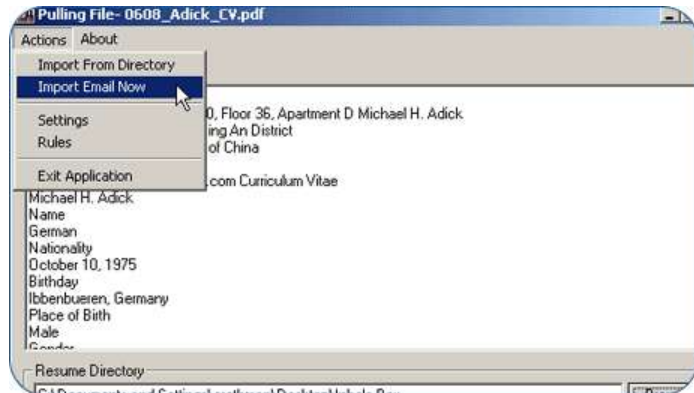 Pulling File- 0608_Adick_CV.pdf
Actions About
Import From Directory
Import Email Now
Settings
Rules
Exit Application
0, Floor 36, Apartment D Michael H. Adick
ing An District
of China
.com Curriculum Vitae
Michael H. Adick
Name
German
Nationality
October 10, 1975
Birthday
Ibbenbueren, Germany
Place of Birth
Male
Gender
Resume Directory